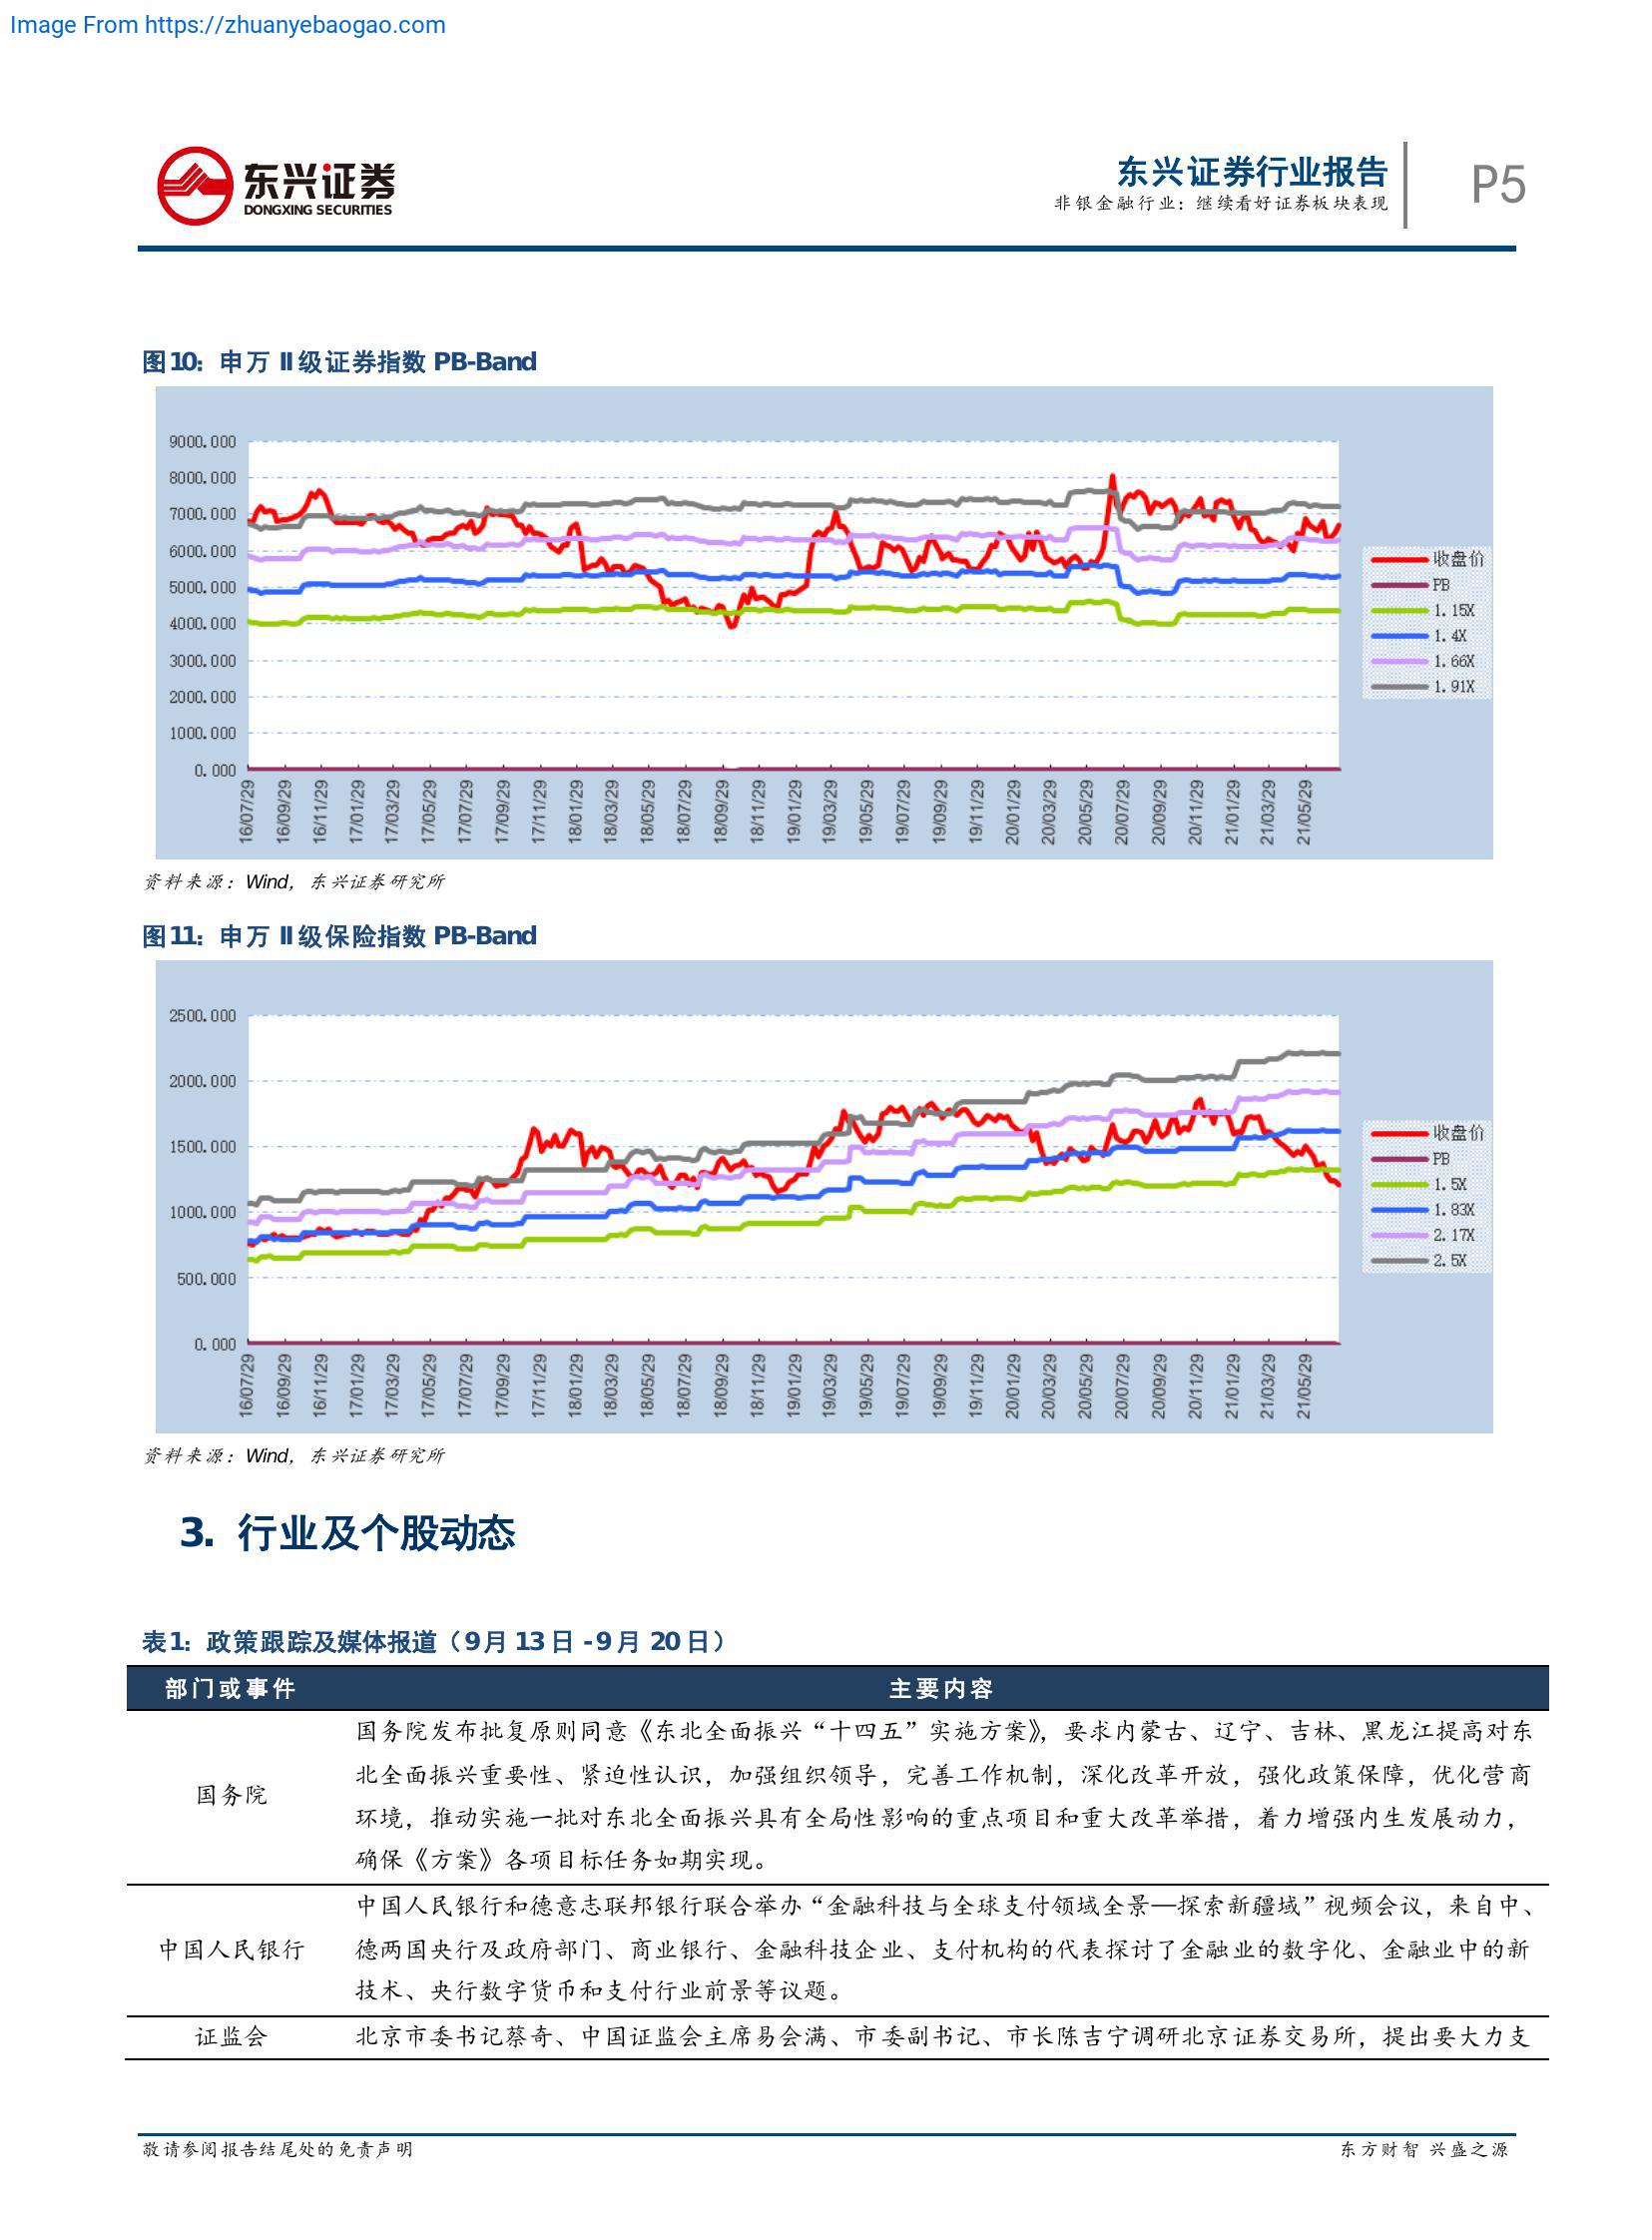 Image From https://zhuanyebaogao.com
东兴证券
DONGXING SECURITIES
东兴证券行业报告
非银金融行业：继续看好证券板块表现
P5
图10：申万 II 级证券指数 PB-Band
9000.000
8000.000
7000.000
6000.000
5000.000
4000.000
3000.000
2000.000
1000.000
0.000
16/07/29
16/09/29
16/11/29
17/01/29
17/03/29
17/05/29
17/07/29
17/09/29
17/11/29
18/01/29
18/03/29
18/05/29
18/07/29
18/09/29
18/11/29
19/01/29
19/03/29
19/05/29
19/07/29
19/09/29
19/11/29
20/01/29
20/03/29
20/05/29
20/07/29
20/09/29
20/11/29
21/01/29
21/03/29
21/05/29
收盘价
PB
1.15X
1.4X
1.66X
1.91X
资料来源：Wind，东兴证券研究所
图11：申万 II 级保险指数 PB-Band
2500.000
2000.000
1500.000
1000.000
500.000
0.000
16/07/29
16/09/29
16/11/29
17/01/29
17/03/29
17/05/29
17/07/29
17/09/29
17/11/29
18/01/29
18/03/29
18/05/29
18/07/29
18/09/29
18/11/29
19/01/29
19/03/29
19/05/29
19/07/29
19/09/29
19/11/29
20/01/29
20/03/29
20/05/29
20/07/29
20/09/29
20/11/29
21/01/29
21/03/29
21/05/29
收盘价
PB
1.5X
1.83X
2.17X
2.5X
资料来源：Wind，东兴证券研究所
3. 行业及个股动态
表1：政策跟踪及媒体报道（9月 13日 -9月 20日）
部门或事件 主要内容
国务院发布批复原则同意《东北全面振兴“十四五”实施方案》，要求内蒙古、辽宁、吉林、黑龙江提高对东
北全面振兴重要性、紧迫性认识，加强组织领导，完善工作机制，深化改革开放，强化政策保障，优化营商
国务院
环境，推动实施一批对东北全面振兴具有全局性影响的重点项目和重大改革举措，着力增强内生发展动力，
确保《方案》各项目标任务如期实现。
中国人民银行和德意志联邦银行联合举办“金融科技与全球支付领域全景—探索新疆域”视频会议，来自中、
中国人民银行 德两国央行及政府部门、商业银行、金融科技企业、支付机构的代表探讨了金融业的数字化、金融业中的新
技术、央行数字货币和支付行业前景等议题。
证监会 北京市委书记蔡奇、中国证监会主席易会满、市委副书记、市长陈吉宁调研北京证券交易所，提出要大力支
敬请参阅报告结尾处的免责声明
东方财智 兴盛之源